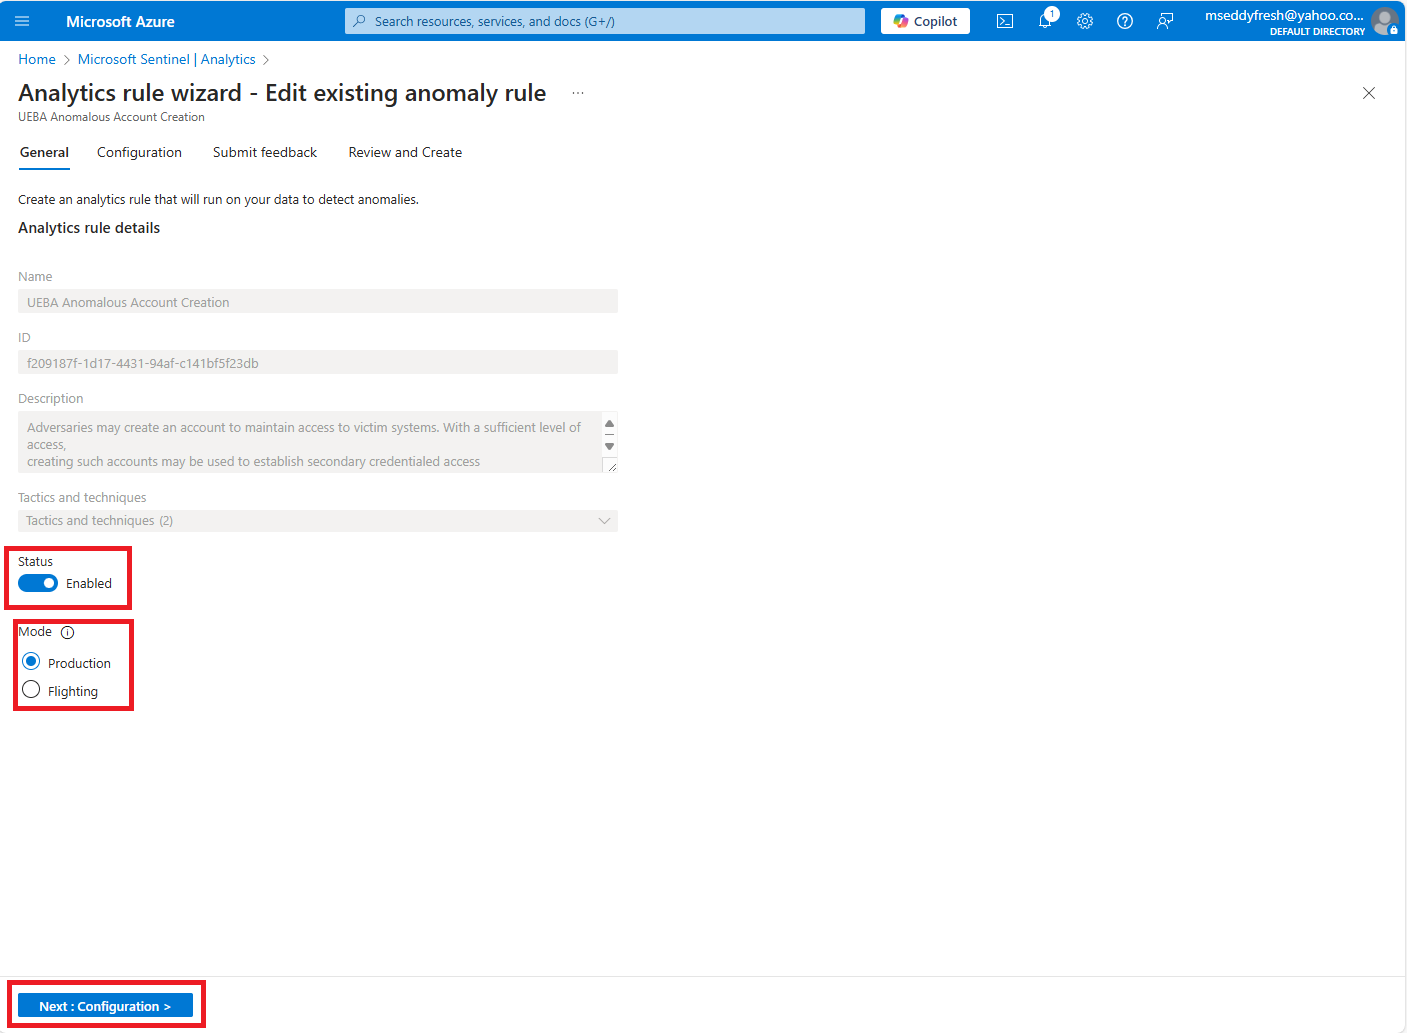 Microsoft Azure
Search resources, services, and docs (G+/)
Copilot
1
mseddyfresh@yahoo.co...
DEFAULT DIRECTORY
Home > Microsoft Sentinel | Analytics >
Analytics rule wizard - Edit existing anomaly rule ...
UEBA Anomalous Account Creation
General Configuration Submit feedback Review and Create
Create an analytics rule that will run on your data to detect anomalies.
Analytics rule details
Name
UEBA Anomalous Account Creation
ID
f209187f-1d17-4431-94af-c141bf5f23db
Description
Adversaries may create an account to maintain access to victim systems. With a sufficient level of
access,
creating such accounts may be used to establish secondary credentialed access
Tactics and techniques
Tactics and techniques (2)
Status
Enabled
Mode
Production
Flighting
Next : Configuration >